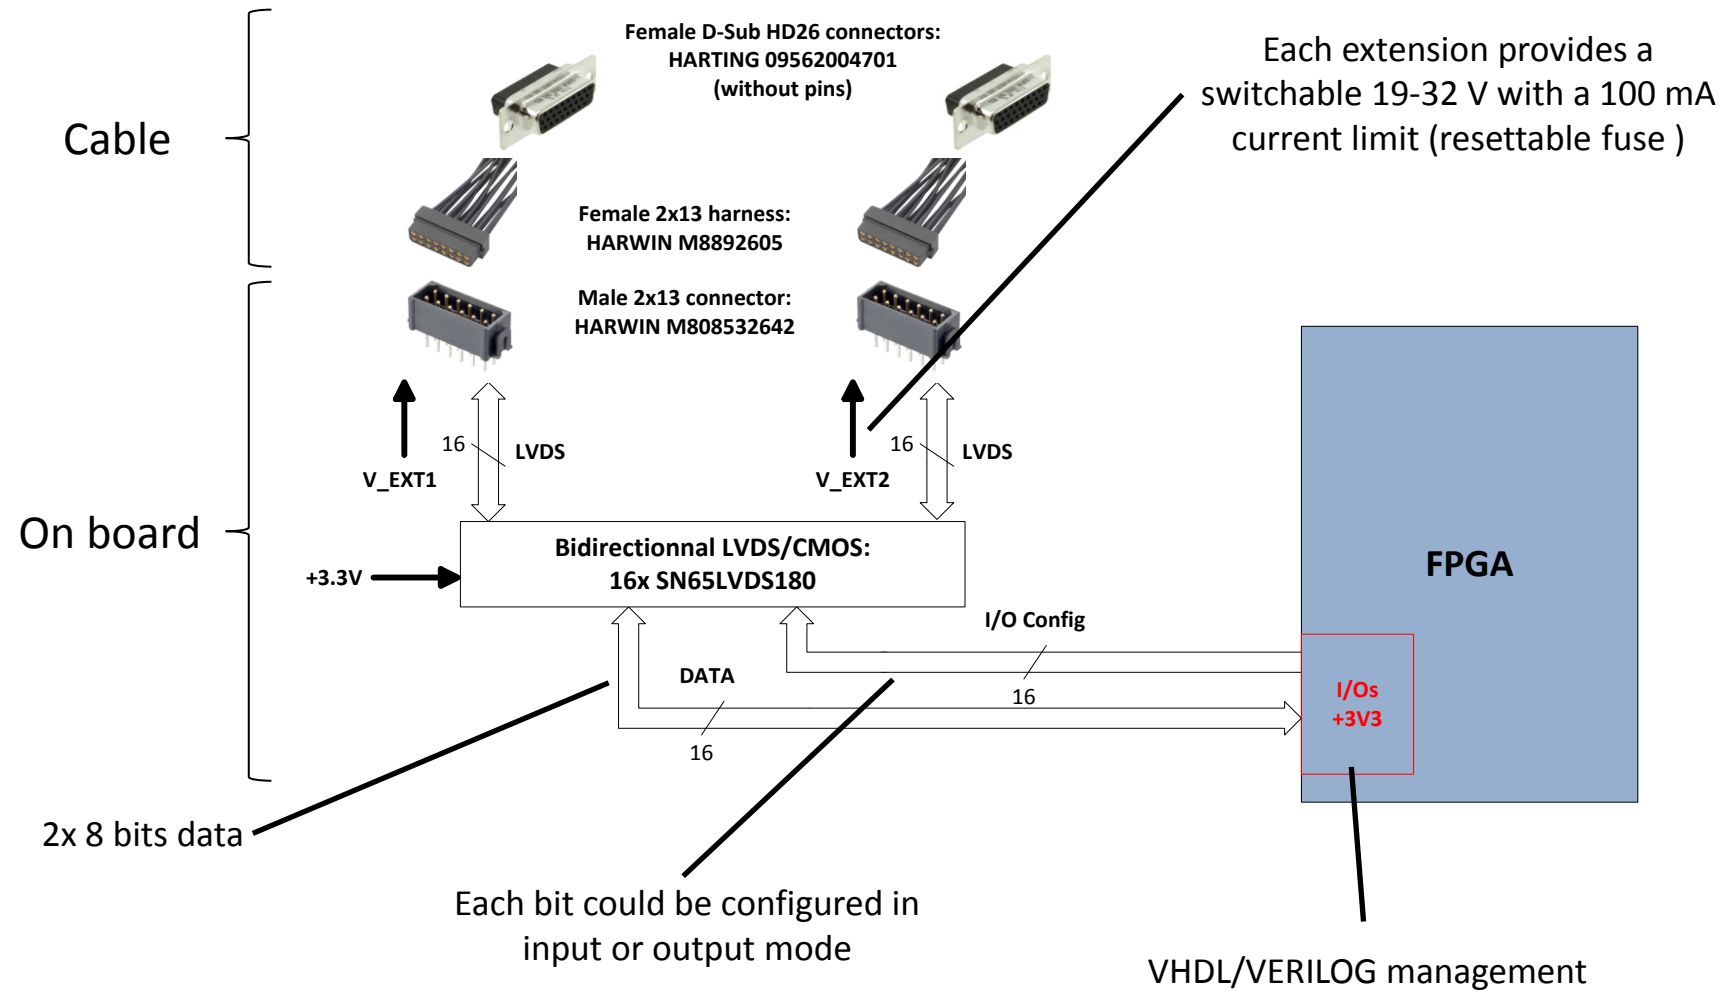 Female D-Sub HD26 connectors:
HARTING 09562004701
(without pins)
Each extension provides a
switchable 19-32 V with a 100 mA
current limit (resettable fuse )
Cable
Female 2x13 harness:
HARWIN M8892605
Male 2x13 connector:
HARWIN M808532642
16
LVDS
V_EXT1
16
LVDS
V_EXT2
On board
Bidirectionnal LVDS/CMOS:
16x SN65LVDS180
+3.3V
FPGA
I/O Config
16
DATA
16
I/Os
+3V3
2x 8 bits data
Each bit could be configured in
input or output mode
VHDL/VERILOG management